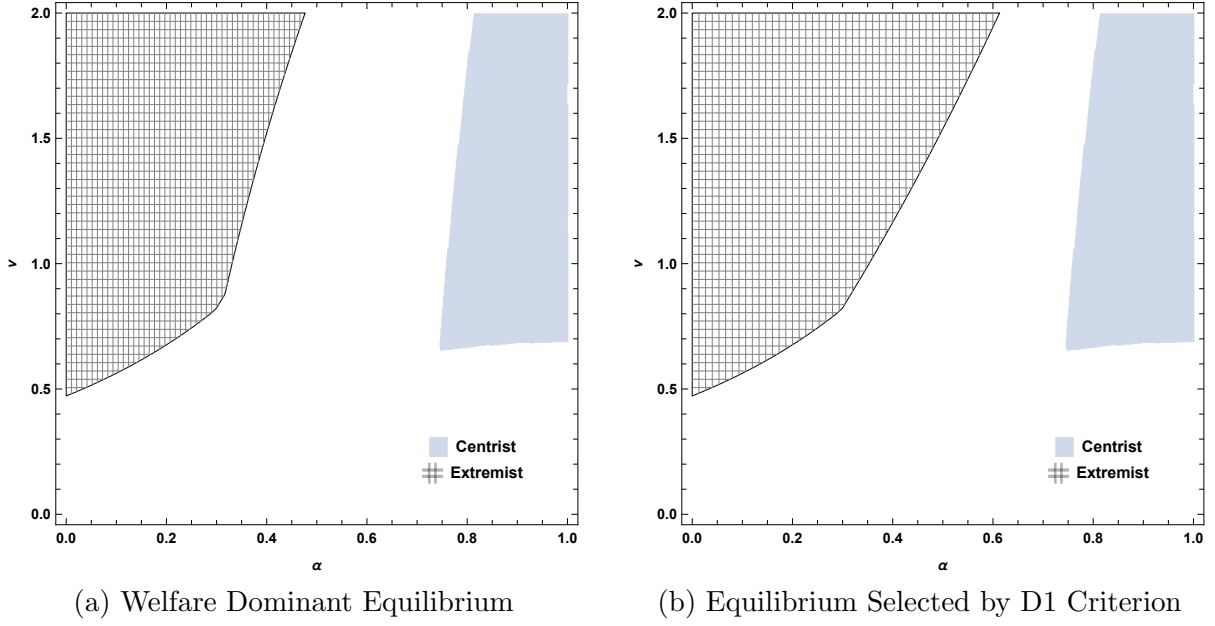 2.0
1.5
1.0
0.5
0.0
v
0.0 0.2 0.4 0.6 0.8 1.0
α
Centrist
Extremist
(a) Welfare Dominant Equilibrium
2.0
1.5
1.0
0.5
0.0
v
0.0 0.2 0.4 0.6 0.8 1.0
α
Centrist
Extremist
(b) Equilibrium Selected by D1 Criterion